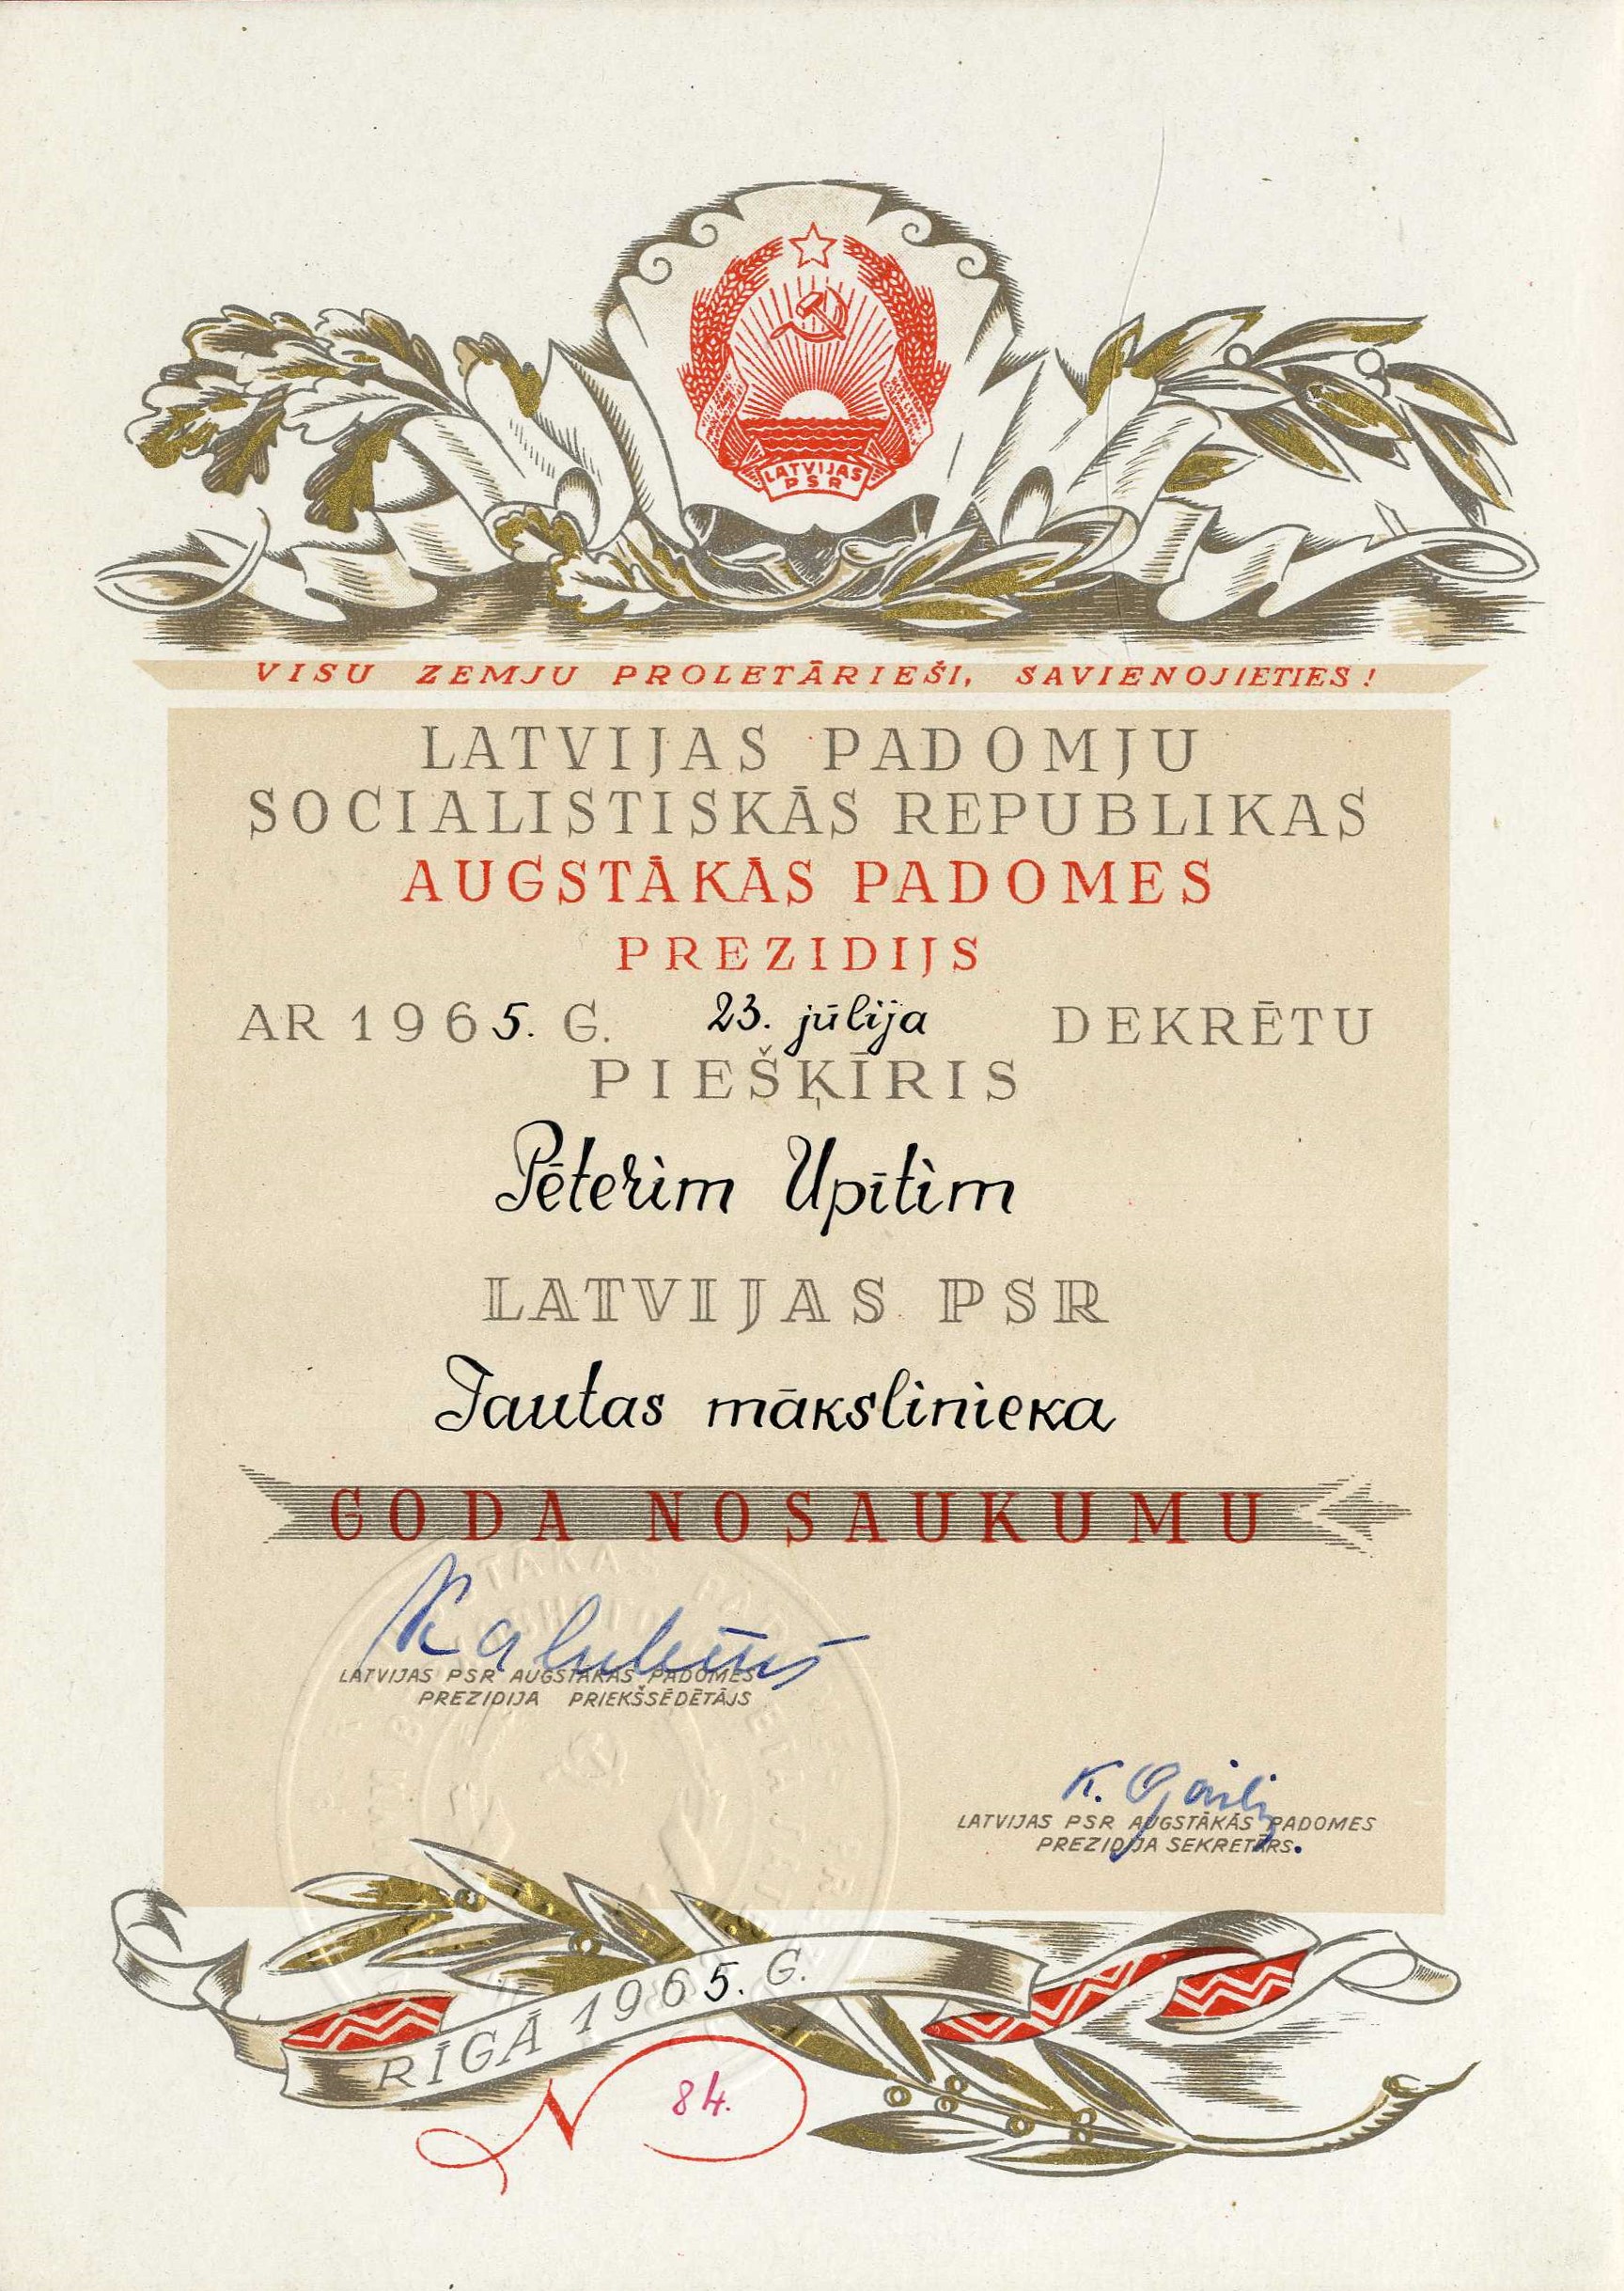 LATVIJAS
PSR
VISU ZEMJU PROLETĀRIEŠI, SAVIENOJIETIES!
LATVIJAS PADOMJU
SOCIALISTISKĀS REPUBLIKAS
AUGSTĀKĀS PADOMES
PREZIDIJS
AR 1965. G. 23. jūlija DEKRĒTU
PIEŠĶĪRIS
Pēterim Upītim
LATVIJAS PSR
Tautas mākslinieka
GODA NOSAUKUMU
LATVIJAS PSR AUGSTĀKĀS PADOMES
PREZIDIJA PRIEKŠSĒDĒTĀJS
K. Gailis
LATVIJAS PSR AUGSTĀKĀS PADOMES
PREZIDIJA SEKRETĀRS.
RĪGĀ 1965. G.
N 84.